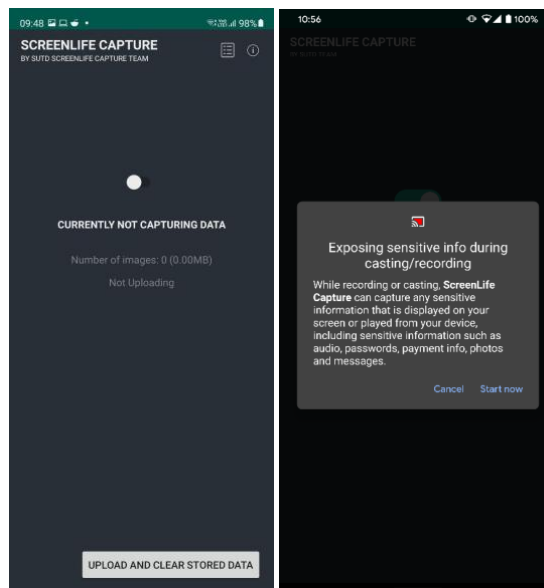 09:48
98%
SCREENLIFE CAPTURE
BY SUTD SCREENLIFE CAPTURE TEAM
CURRENTLY NOT CAPTURING DATA
Number of images: 0 (0.00MB)
Not Uploading
UPLOAD AND CLEAR STORED DATA
10:56
100%
SCREENLIFE CAPTURE
BY SUTD TEAM
Exposing sensitive info during
casting/recording
While recording or casting, ScreenLife
Capture can capture any sensitive
information that is displayed on your
screen or played from your device,
including sensitive information such as
audio, passwords, payment info, photos
and messages.
Cancel Start now